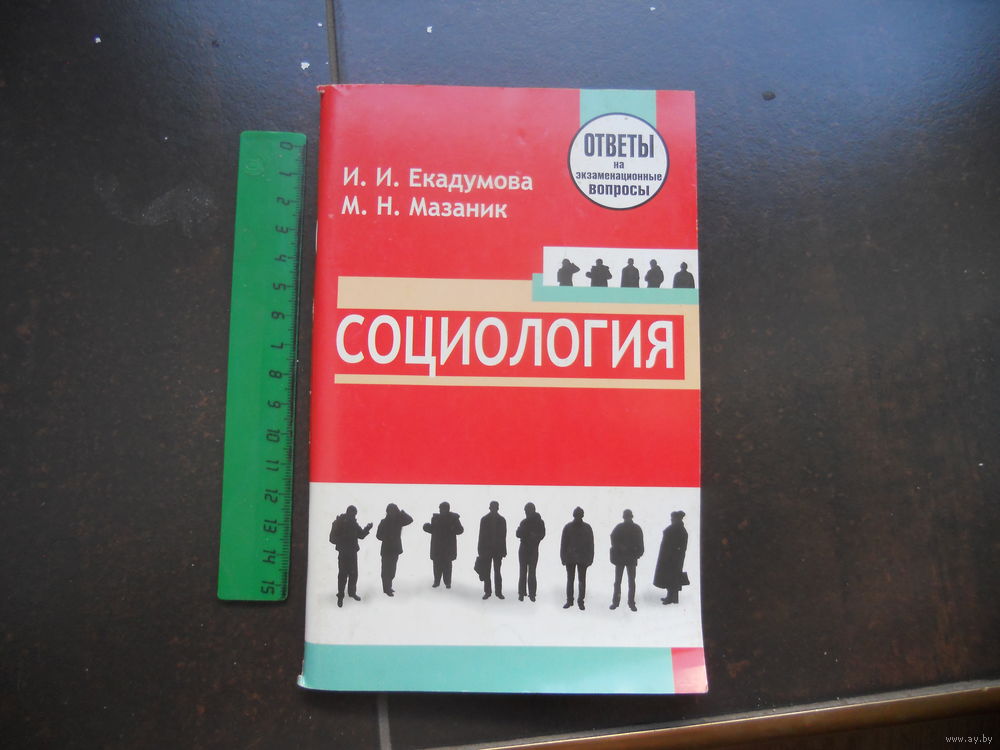 ОТВЕТЫ
на
экзаменационные
вопросы
И. И. Екадумова
М. Н. Мазаник
СОЦИОЛОГИЯ
0
1
2
3
4
5
6
7
8
9
10
11
12
13
14
15
www.ay.by